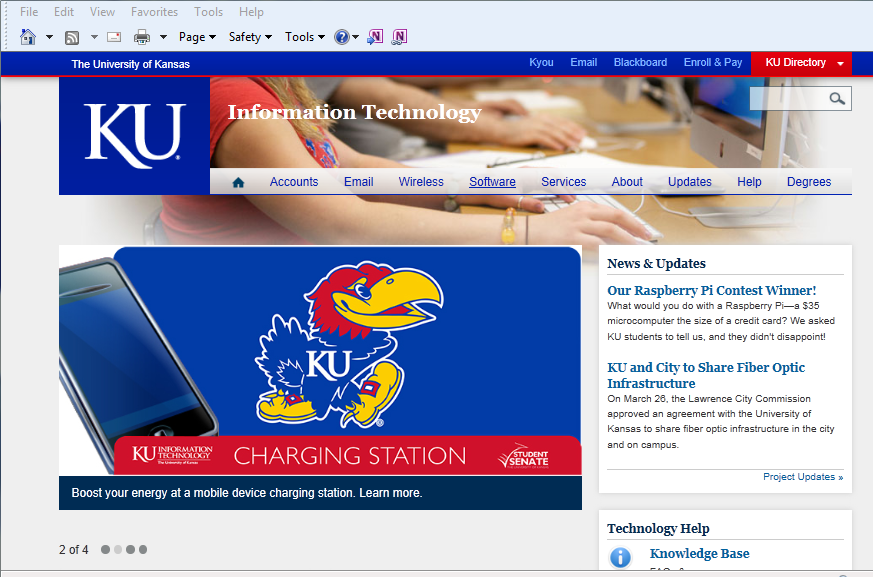 File Edit View Favorites Tools Help
Page Safety Tools
The University of Kansas Kyou Email Blackboard Enroll & Pay KU Directory
KU
Information Technology
Accounts Email Wireless Software Services About Updates Help Degrees
KU
KU INFORMATION TECHNOLOGY
The University of Kansas
CHARGING STATION
STUDENT SENATE
Boost your energy at a mobile device charging station. Learn more.
2 of 4
News & Updates
Our Raspberry Pi Contest Winner!
What would you do with a Raspberry Pi—a $35
microcomputer the size of a credit card? We asked
KU students to tell us, and they didn't disappoint!
KU and City to Share Fiber Optic
Infrastructure
On March 26, the Lawrence City Commission
approved an agreement with the University of
Kansas to share fiber optic infrastructure in the city
and on campus.
Project Updates »
Technology Help
Knowledge Base